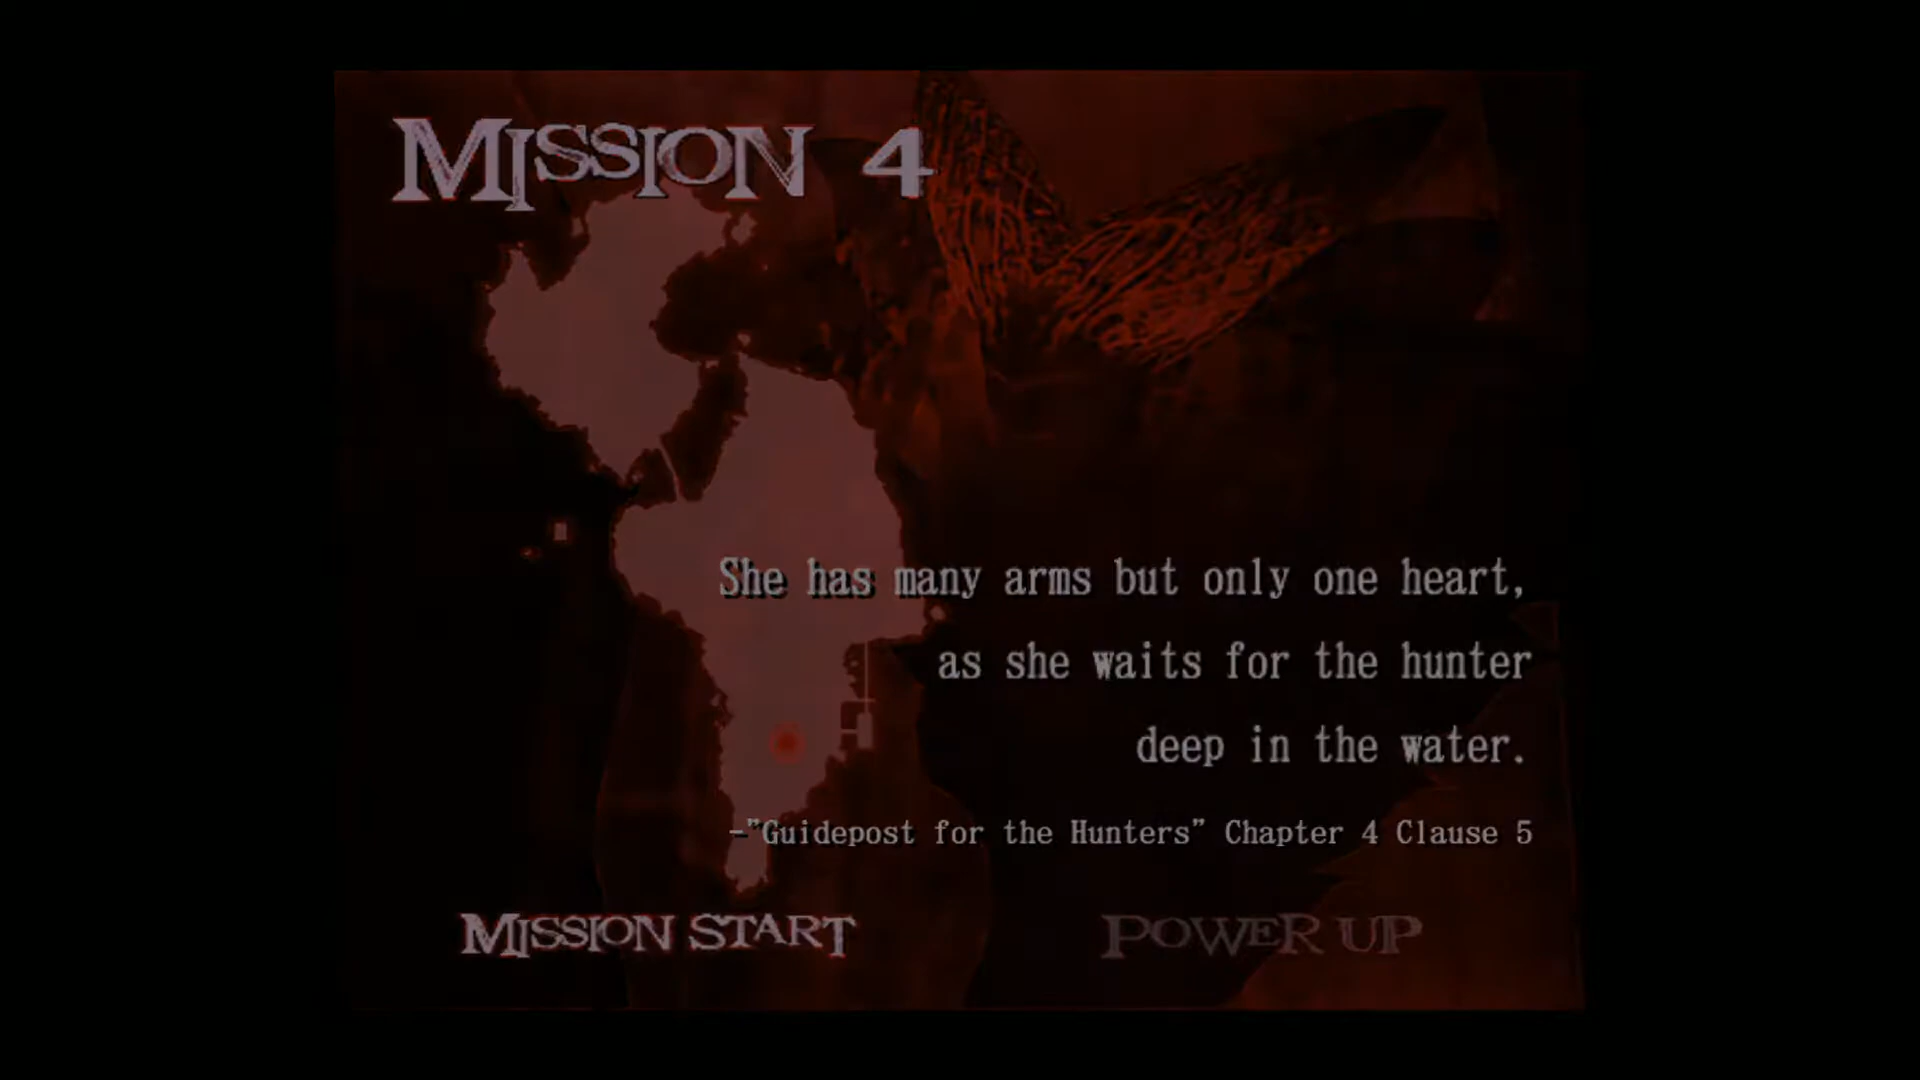 MISSION 4
She has many arms but only one heart,
as she waits for the hunter
deep in the water.
-"Guidepost for the Hunters" Chapter 4 Clause 5
MISSION START
POWER UP